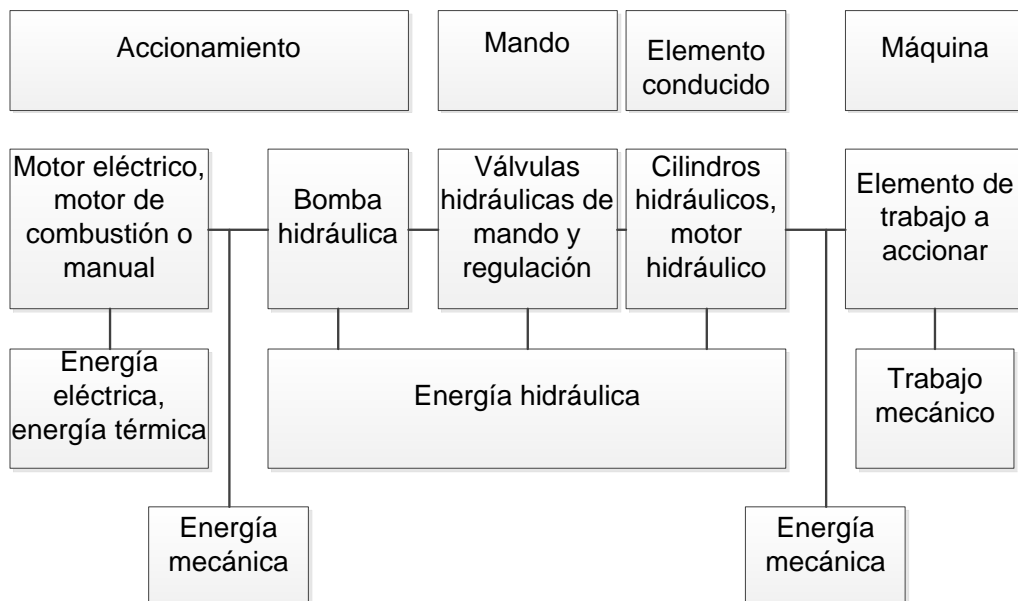 Accionamiento
Mando
Elemento
conducido
Máquina
Motor eléctrico,
motor de
combustión o
manual
Bomba
hidráulica
Válvulas
hidráulicas de
mando y
regulación
Cilindros
hidráulicos,
motor
hidráulico
Elemento de
trabajo a
accionar
Energía
eléctrica,
energía térmica
Energía hidráulica
Trabajo
mecánico
Energía
mecánica
Energía
mecánica